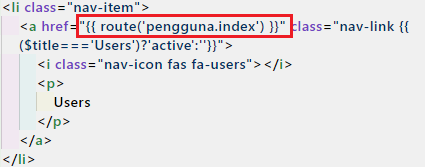 <li class="nav-item">
<a href="{{ route('pengguna.index') }}" class="nav-link {{
($title==='Users')?'active':''}}">
<i class="nav-icon fas fa-users"></i>
<p>
Users
</p>
</a>
</li>